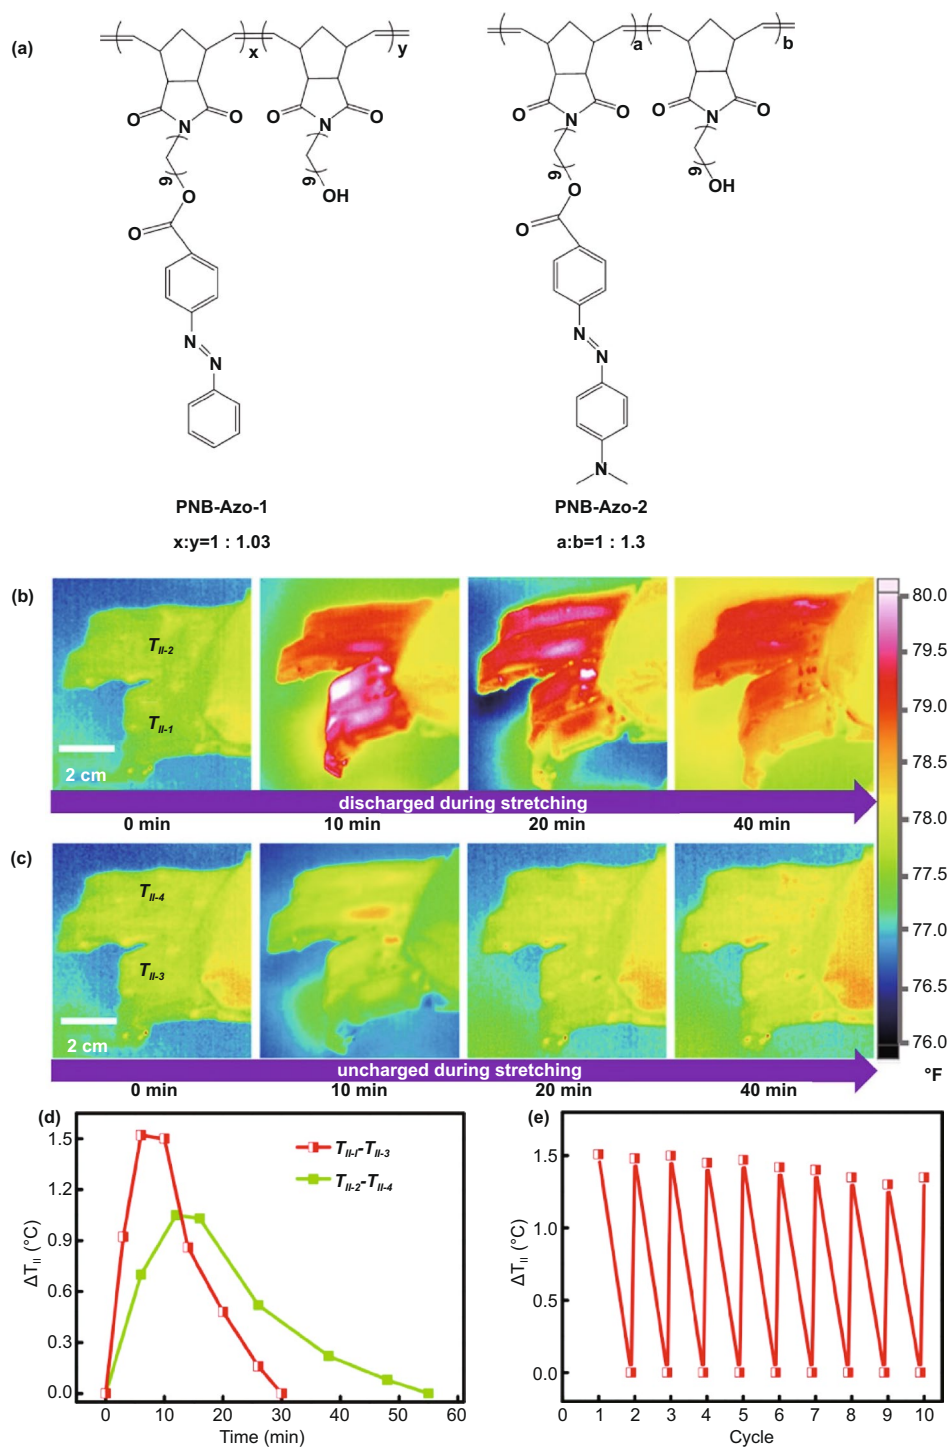 (a)
x
y
a
b
O
N
O
O
N
O
O
N
O
O
N
O
9
9
OH
9
9
OH
O
O
O
O
N
N
N
N
N
PNB-Azo-1
PNB-Azo-2
x:y=1 : 1.03
a:b=1 : 1.3
(b)
T_II-2
T_II-1
2 cm
discharged during stretching
0 min
10 min
20 min
40 min
80.0
79.5
79.0
78.5
78.0
77.5
77.0
76.5
76.0
°F
(c)
T_II-4
T_II-3
2 cm
uncharged during stretching
0 min
10 min
20 min
40 min
(d)
1.5
1.2
0.9
0.6
0.3
0.0
ΔT_II (°C)
T_II-I-T_II-3
T_II-2-T_II-4
0 10 20 30 40 50 60
Time (min)
(e)
1.5
1.0
0.5
0.0
ΔT_II (°C)
0 1 2 3 4 5 6 7 8 9 10
Cycle